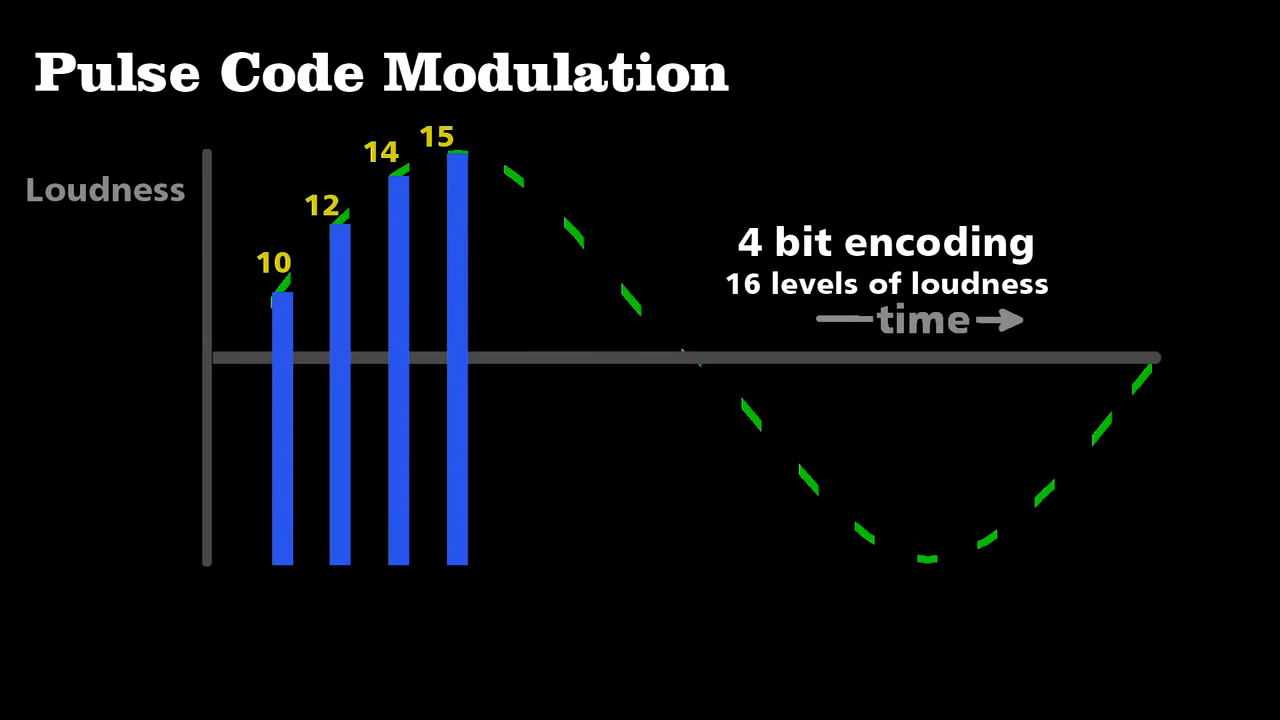 Pulse Code Modulation
15
14
Loudness
12
4 bit encoding
10
16 levels of loudness
time